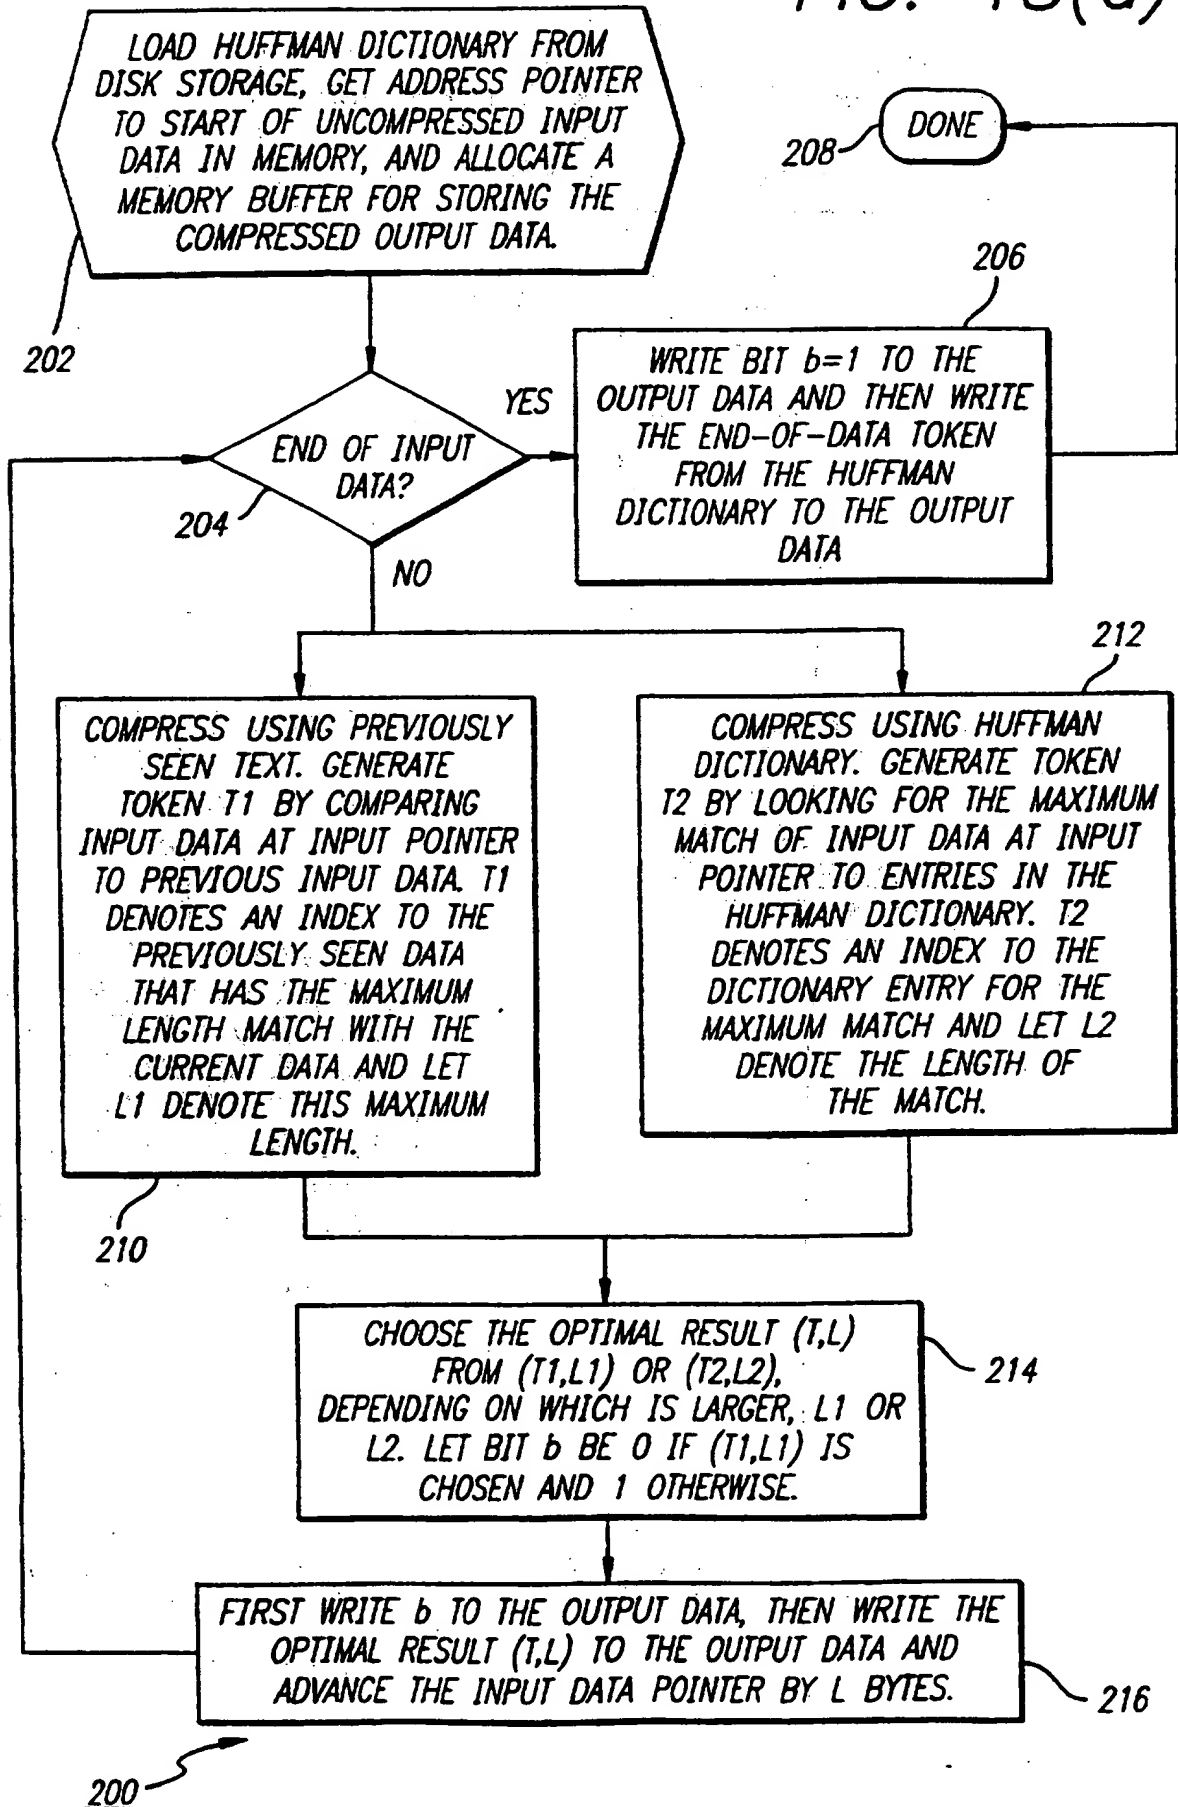 FIG. 13(a)
LOAD HUFFMAN DICTIONARY FROM
DISK STORAGE, GET ADDRESS POINTER
TO START OF UNCOMPRESSED INPUT
DATA IN MEMORY, AND ALLOCATE A
MEMORY BUFFER FOR STORING THE
COMPRESSED OUTPUT DATA.
202
DONE
208
206
END OF INPUT
DATA?
204
YES
NO
WRITE BIT b=1 TO THE
OUTPUT DATA AND THEN WRITE
THE END-OF-DATA TOKEN
FROM THE HUFFMAN
DICTIONARY TO THE OUTPUT
DATA
COMPRESS USING PREVIOUSLY
SEEN TEXT. GENERATE
TOKEN T1 BY COMPARING
INPUT DATA AT INPUT POINTER
TO PREVIOUS INPUT DATA. T1
DENOTES AN INDEX TO THE
PREVIOUSLY SEEN DATA
THAT HAS THE MAXIMUM
LENGTH MATCH WITH THE
CURRENT DATA AND LET
L1 DENOTE THIS MAXIMUM
LENGTH.
210
212
COMPRESS USING HUFFMAN
DICTIONARY. GENERATE TOKEN
T2 BY LOOKING FOR THE MAXIMUM
MATCH OF INPUT DATA AT INPUT
POINTER TO ENTRIES IN THE
HUFFMAN DICTIONARY. T2
DENOTES AN INDEX TO THE
DICTIONARY ENTRY FOR THE
MAXIMUM MATCH AND LET L2
DENOTE THE LENGTH OF
THE MATCH.
CHOOSE THE OPTIMAL RESULT (T,L)
FROM (T1,L1) OR (T2,L2),
DEPENDING ON WHICH IS LARGER, L1 OR
L2. LET BIT b BE 0 IF (T1,L1) IS
CHOSEN AND 1 OTHERWISE.
214
FIRST WRITE b TO THE OUTPUT DATA, THEN WRITE THE
OPTIMAL RESULT (T,L) TO THE OUTPUT DATA AND
ADVANCE THE INPUT DATA POINTER BY L BYTES.
216
200